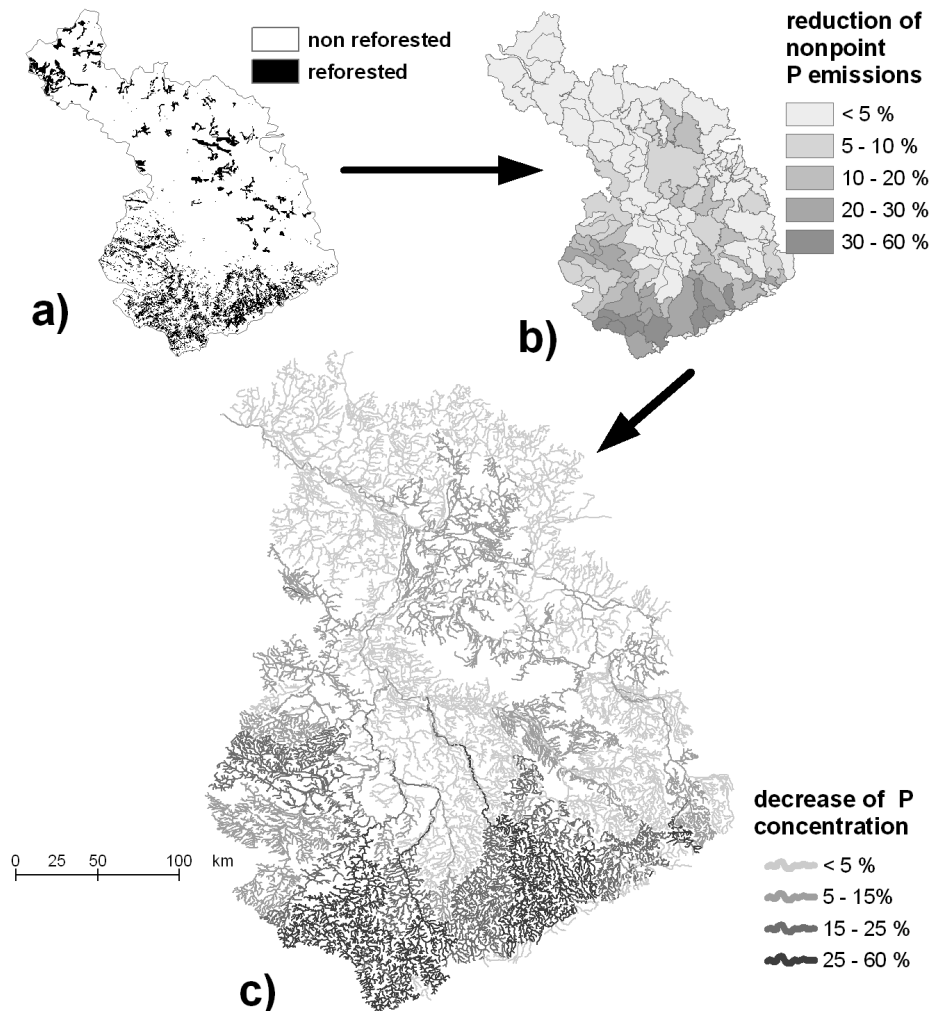 non reforested
reforested
a)
reduction of
nonpoint
P emissions
< 5 %
5 - 10 %
10 - 20 %
20 - 30 %
30 - 60 %
b)
decrease of P
concentration
< 5 %
5 - 15%
15 - 25 %
25 - 60 %
0 25 50 100 km
c)